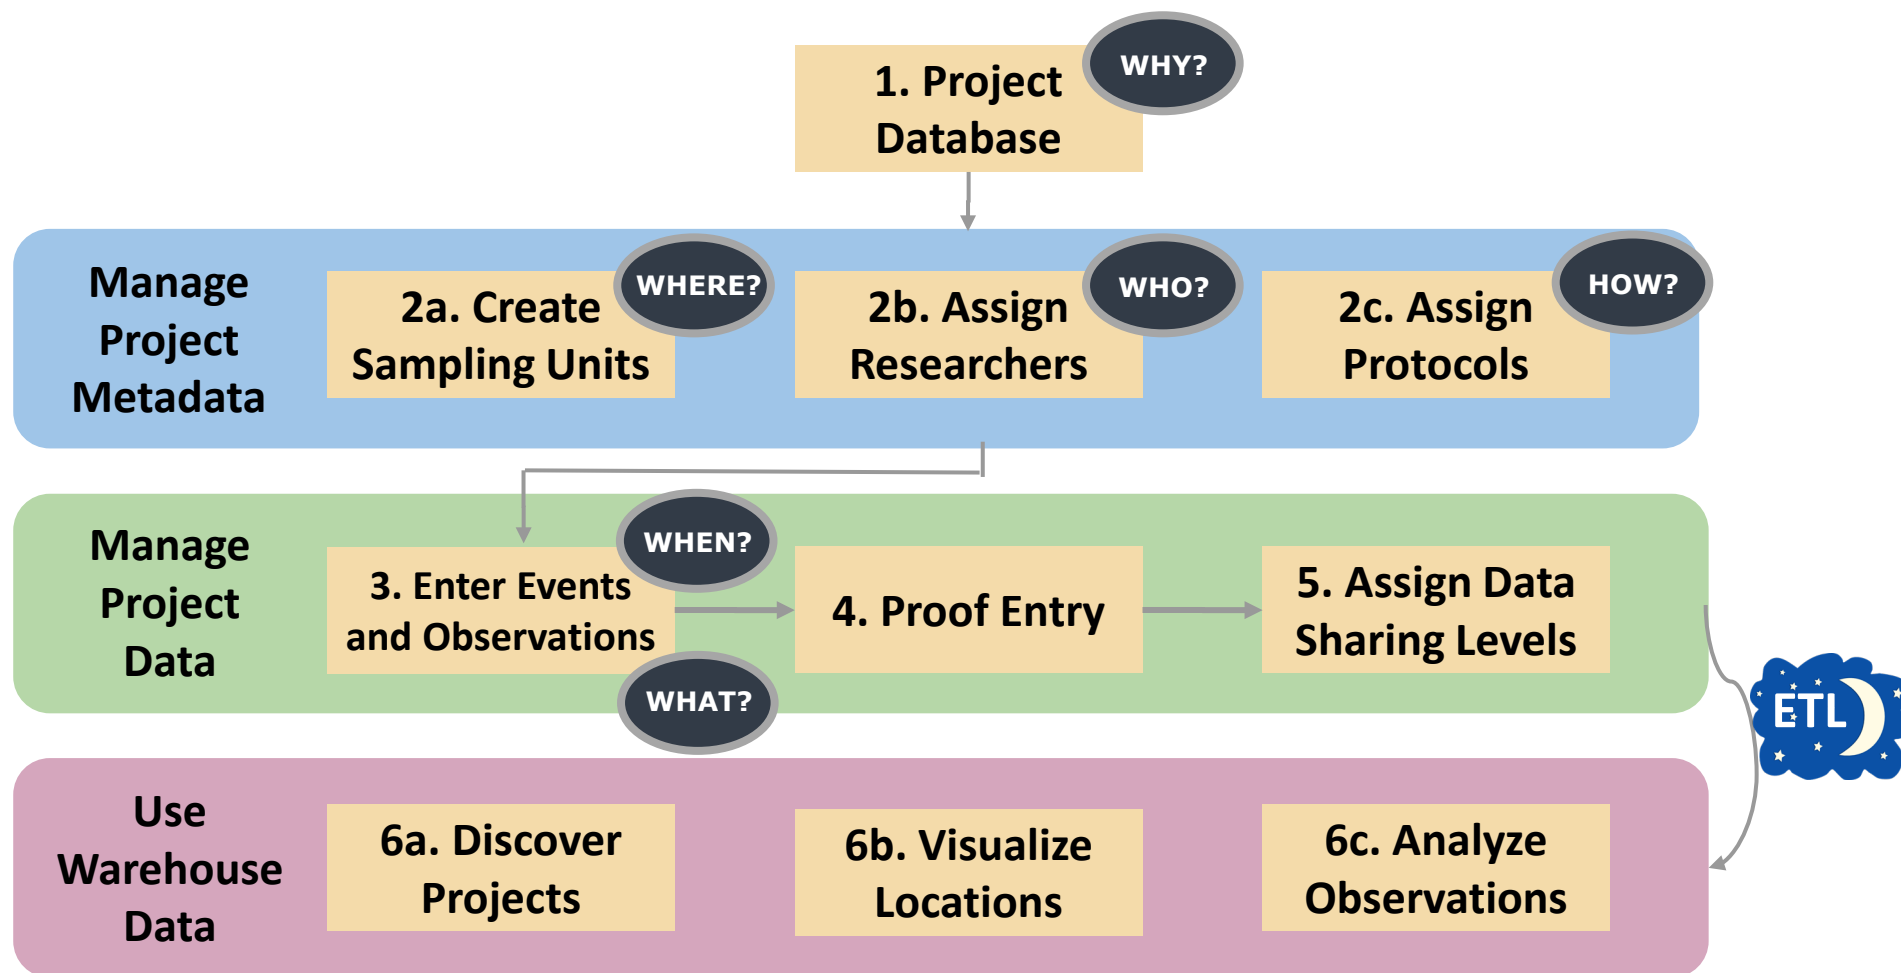 1. Project
Database
WHY?
Manage
Project
Metadata
2a. Create
Sampling Units
WHERE?
2b. Assign
Researchers
WHO?
2c. Assign
Protocols
HOW?
Manage
Project
Data
3. Enter Events
and Observations
WHEN?
WHAT?
4. Proof Entry
5. Assign Data
Sharing Levels
ETL
Use
Warehouse
Data
6a. Discover
Projects
6b. Visualize
Locations
6c. Analyze
Observations